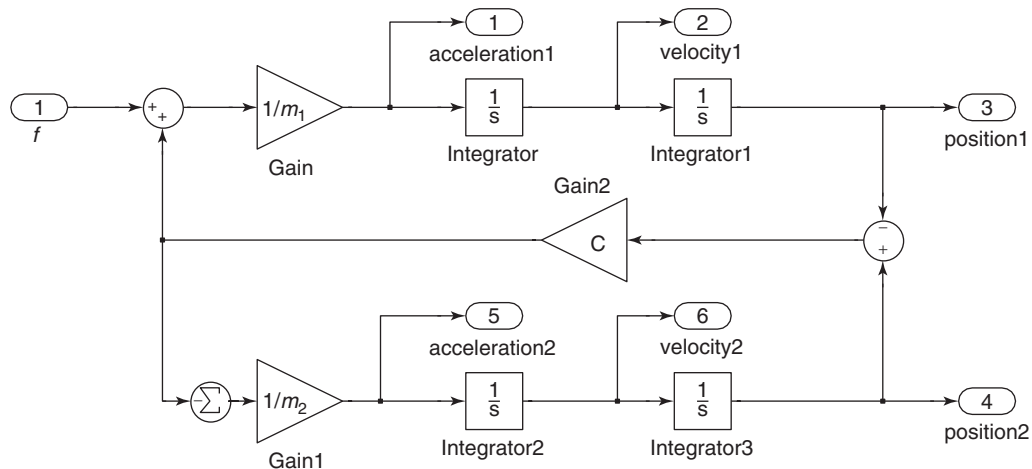 1
acceleration1
2
velocity1
1
f
+
+
1/m₁
Gain
1
s
Integrator
1
s
Integrator1
3
position1
Gain2
C
−
+
5
acceleration2
6
velocity2
−
Σ
1/m₂
Gain1
1
s
Integrator2
1
s
Integrator3
4
position2